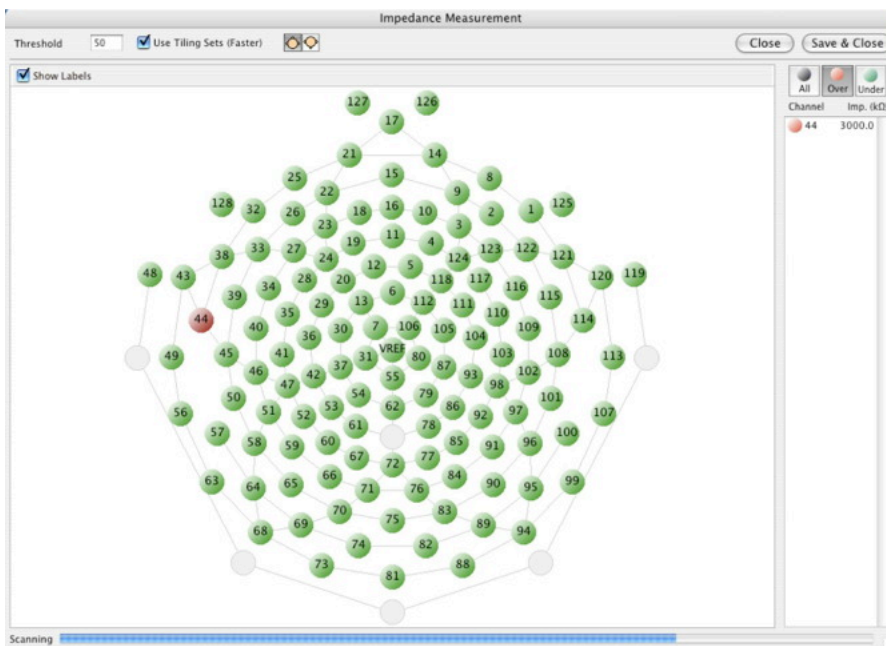 Impedance Measurement
Threshold 50 Use Tiling Sets (Faster) Close Save & Close
Show Labels
All Over Under
Channel Imp. (kΩ
44 3000.0
127 126
17
21 14
15
25 8
22 9
128 32 26 18 16 10 2 1 125
23 3
19 11 4
38 33 27 124 123 122 121
24
48 43 12 5 120 119
28 20 118 117
39 34 6 116 115
35 29 13 112 111
44 40 36 30 7 106 105 110 109 114
104
VREF
49 45 41 31 80 103 108 113
46 42 37 55 87 93 102
47 98
50 54 79 101
56 51 52 53 62 86 92 97 107
57 61 78 100
58 59 60 85 91 96
67 72 77
63 66 84 99
64 65 71 76 90 95
70 83
68 69 75 89 94
74 82
73 88
81
Scanning